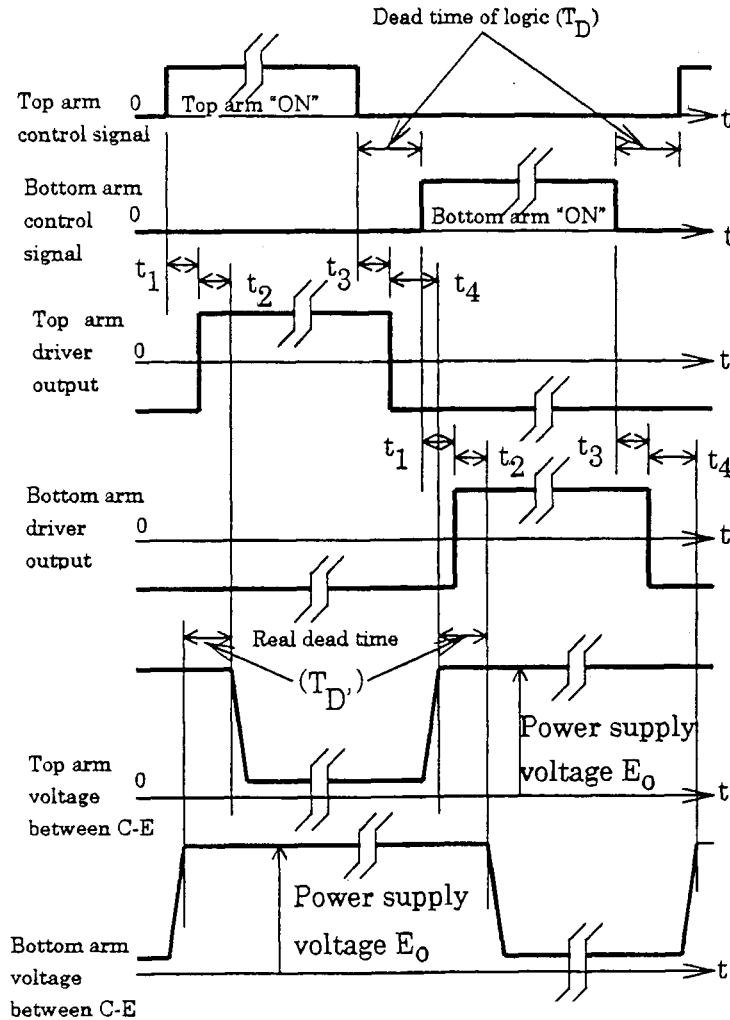 Dead time of logic (T_D)
Top arm control signal
0
Top arm "ON"
t
Bottom arm control signal
0
Bottom arm "ON"
t
t1
t2
t3
t4
Top arm driver output
0
t
t1
t2
t3
t4
Bottom arm driver output
0
t
Real dead time
(T_D')
Power supply
voltage E_0
Top arm voltage between C-E
0
t
Power supply
voltage E_0
Bottom arm voltage between C-E
t